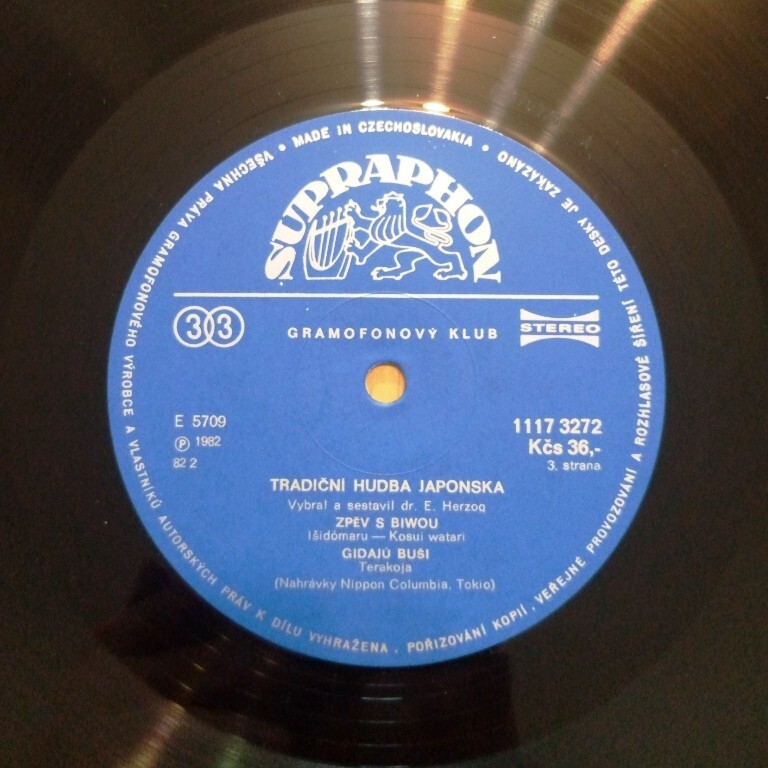 VŠECHNA PRÁVA GRAMOFONOVÉHO VÝROBCE A VLASTNÍKŮ AUTORSKÝCH PRÁV K DÍLU VYHRAŽENA . POŘIZOVÁNÍ KOPIÍ , VEŘEJNÉ PROVOZOVÁNÍ A ROZHLASOVÉ ŠÍŘENÍ TÉTO DESKY JE ZAKÁZÁNO • MADE IN CZECHOSLOVAKIA •
SUPRAPHON
33 GRAMOFONOVÝ KLUB STEREO
E 5709 1117 3272
Ⓟ 1982 Kčs 36,-
82 2 3. strana
TRADIČNÍ HUDBA JAPONSKA
Vybral a sestavil dr. E. Herzog
ZPĚV S BIWOU
Išidómaru — Kosui watari
GIDAJÚ BUŠI
Terakoja
(Nahrávky Nippon Columbia, Tokio)